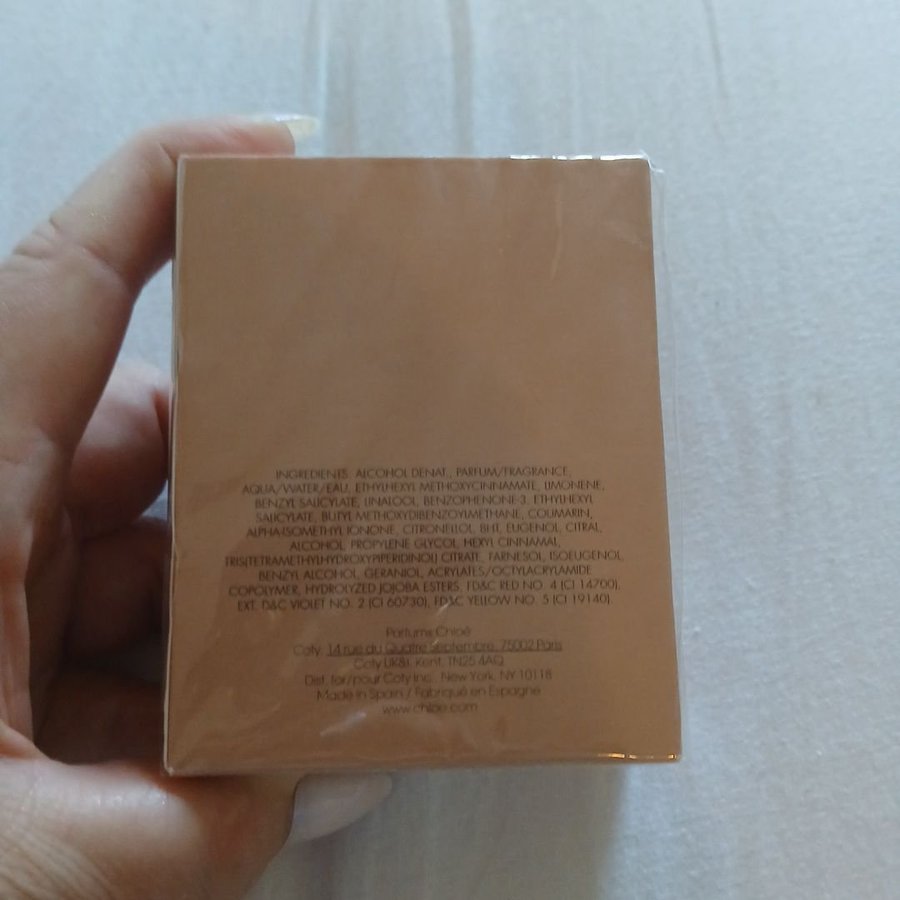 INGREDIENTS: ALCOHOL DENAT., PARFUM/FRAGRANCE,
AQUA/WATER/EAU, ETHYLHEXYL METHOXYCINNAMATE, LIMONENE,
BENZYL SALICYLATE, LINALOOL, BENZOPHENONE-3, ETHYLHEXYL
SALICYLATE, BUTYL METHOXYDIBENZOYLMETHANE, COUMARIN,
ALPHA-ISOMETHYL IONONE, CITRONELLOL, BHT, EUGENOL, CITRAL,
ALCOHOL, PROPYLENE GLYCOL, HEXYL CINNAMAL,
TRIS(TETRAMETHYLHYDROXYPIPERIDINOL) CITRATE, FARNESOL, ISOEUGENOL,
BENZYL ALCOHOL, GERANIOL, ACRYLATES/OCTYLACRYLAMIDE
COPOLYMER, HYDROLYZED JOJOBA ESTERS, FD&C RED NO. 4 (CI 14700),
EXT. D&C VIOLET NO. 2 (CI 60730), FD&C YELLOW NO. 5 (CI 19140).
Parfums Chloé
Coty, 14 rue du Quatre Septembre, 75002 Paris
Coty UK&I, Kent, TN25 4AQ
Dist. for/pour Coty Inc., New York, NY 10118
Made in Spain / Fabriqué en Espagne
www.chloe.com